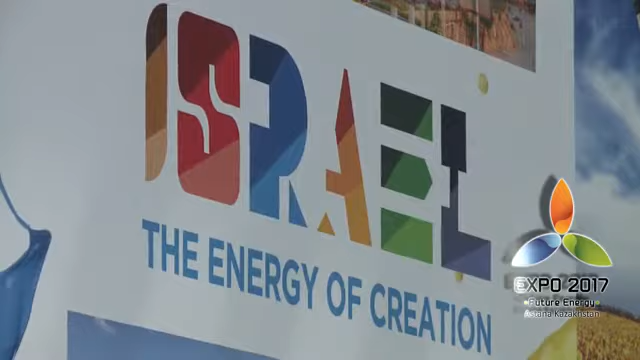 ISRAEL
THE ENERGY OF CREATION
EXPO 2017
Future Energy
Astana Kazakhstan